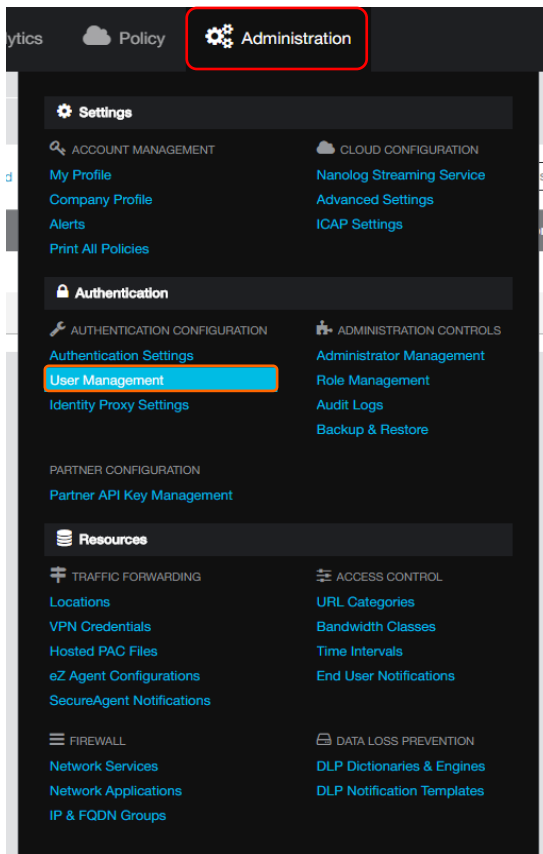 lytics
Policy
Administration
Settings
ACCOUNT MANAGEMENT
My Profile
Company Profile
Alerts
Print All Policies
CLOUD CONFIGURATION
Nanolog Streaming Service
Advanced Settings
ICAP Settings
Authentication
AUTHENTICATION CONFIGURATION
Authentication Settings
User Management
Identity Proxy Settings
ADMINISTRATION CONTROLS
Administrator Management
Role Management
Audit Logs
Backup & Restore
PARTNER CONFIGURATION
Partner API Key Management
Resources
TRAFFIC FORWARDING
Locations
VPN Credentials
Hosted PAC Files
eZ Agent Configurations
SecureAgent Notifications
ACCESS CONTROL
URL Categories
Bandwidth Classes
Time Intervals
End User Notifications
FIREWALL
Network Services
Network Applications
IP & FQDN Groups
DATA LOSS PREVENTION
DLP Dictionaries & Engines
DLP Notification Templates